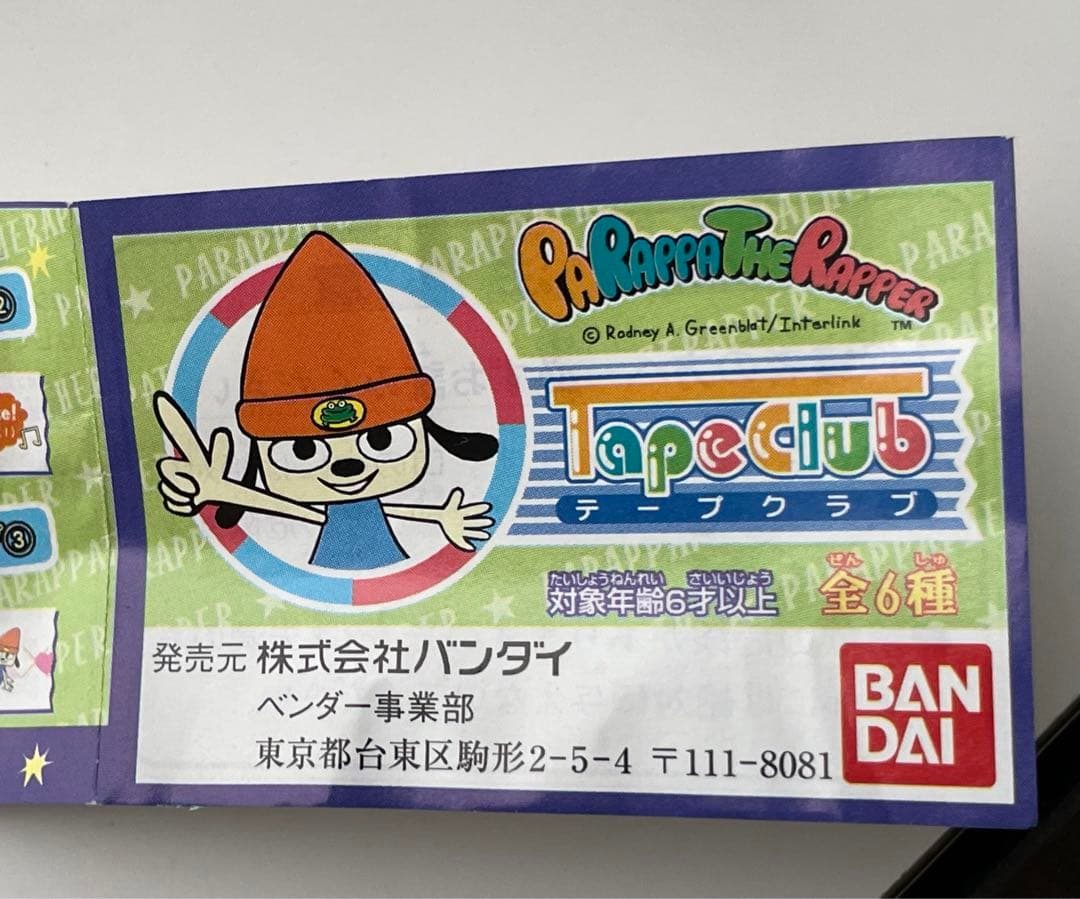 PARAPPA THE RAPPER
© Rodney A. Greenblat/Interlink TM
Tape Club
テープクラブ
たいしょうねんれい さいいじょう
対象年齢6才以上
ぜん しゅ
全6種
発売元 株式会社バンダイ
ベンダー事業部
東京都台東区駒形2-5-4 〒111-8081
BAN
DAI
②
③